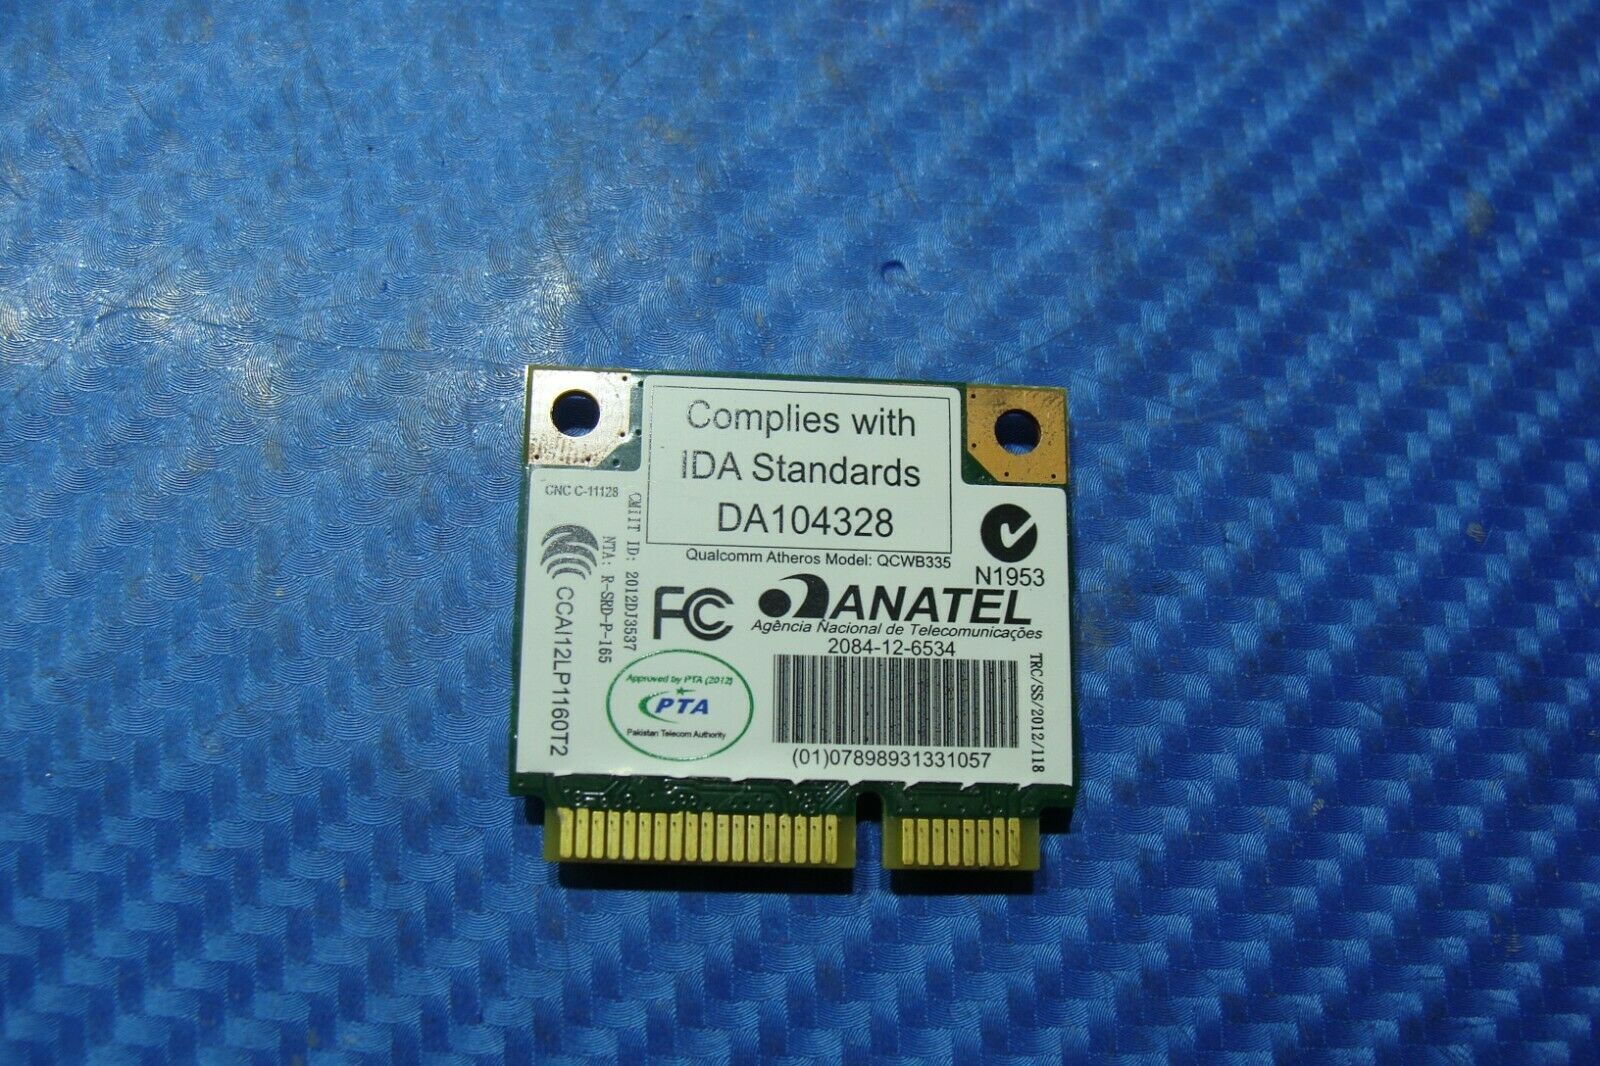 Complies with
IDA Standards
DA104328
CNC C-11128
CMIIT ID: 2012DJ3537
NTA: R-SRD-P-165
CCAI12LP1160T2
Qualcomm Atheros Model: QCWB335
N1953
FC
ANATEL
Agência Nacional de Telecomunicações
2084-12-6534
Approved by PTA (2012)
PTA
Pakistan Telecom Authority
(01)07898931331057
TRC/SS/2012/118